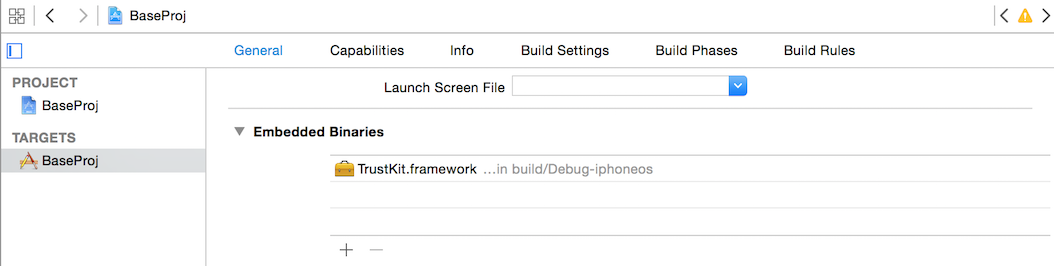 BaseProj
General Capabilities Info Build Settings Build Phases Build Rules
PROJECT
BaseProj
TARGETS
BaseProj
Launch Screen File
Embedded Binaries
TrustKit.framework ...in build/Debug-iphoneos